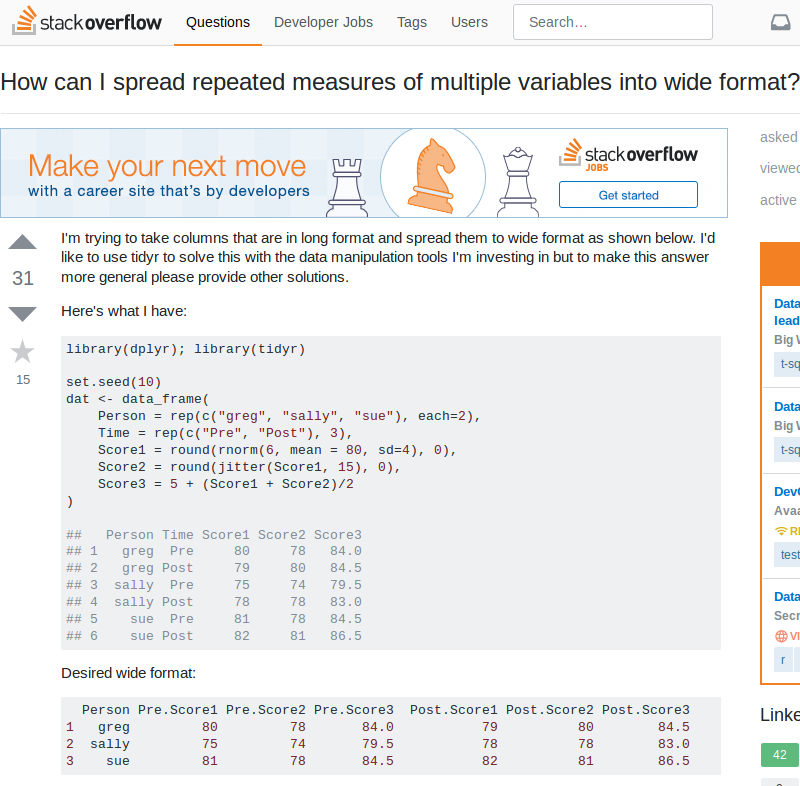 stackoverflow Questions Developer Jobs Tags Users Search…
How can I spread repeated measures of multiple variables into wide format?
Make your next move
with a career site that's by developers
stackoverflow
JOBS
Get started
asked
viewed
active
31
15
I'm trying to take columns that are in long format and spread them to wide format as shown below. I'd
like to use tidyr to solve this with the data manipulation tools I'm investing in but to make this answer
more general please provide other solutions.
Here's what I have:
library(dplyr); library(tidyr)
set.seed(10)
dat <- data_frame(
    Person = rep(c("greg", "sally", "sue"), each=2),
    Time = rep(c("Pre", "Post"), 3),
    Score1 = round(rnorm(6, mean = 80, sd=4), 0),
    Score2 = round(jitter(Score1, 15), 0),
    Score3 = 5 + (Score1 + Score2)/2
)
##   Person Time Score1 Score2 Score3
## 1   greg  Pre     80     78   84.0
## 2   greg Post     79     80   84.5
## 3  sally  Pre     75     74   79.5
## 4  sally Post     78     78   83.0
## 5    sue  Pre     81     78   84.5
## 6    sue Post     82     81   86.5
Desired wide format:
  Person Pre.Score1 Pre.Score2 Pre.Score3  Post.Score1 Post.Score2 Post.Score3
1   greg         80         78       84.0           79          80        84.5
2  sally         75         74       79.5           78          78        83.0
3    sue         81         78       84.5           82          81        86.5
Data
lead
Big
t-sq
Data
Big
t-sq
Dev
Avaa
test
Data
Secr
r
Linke
42